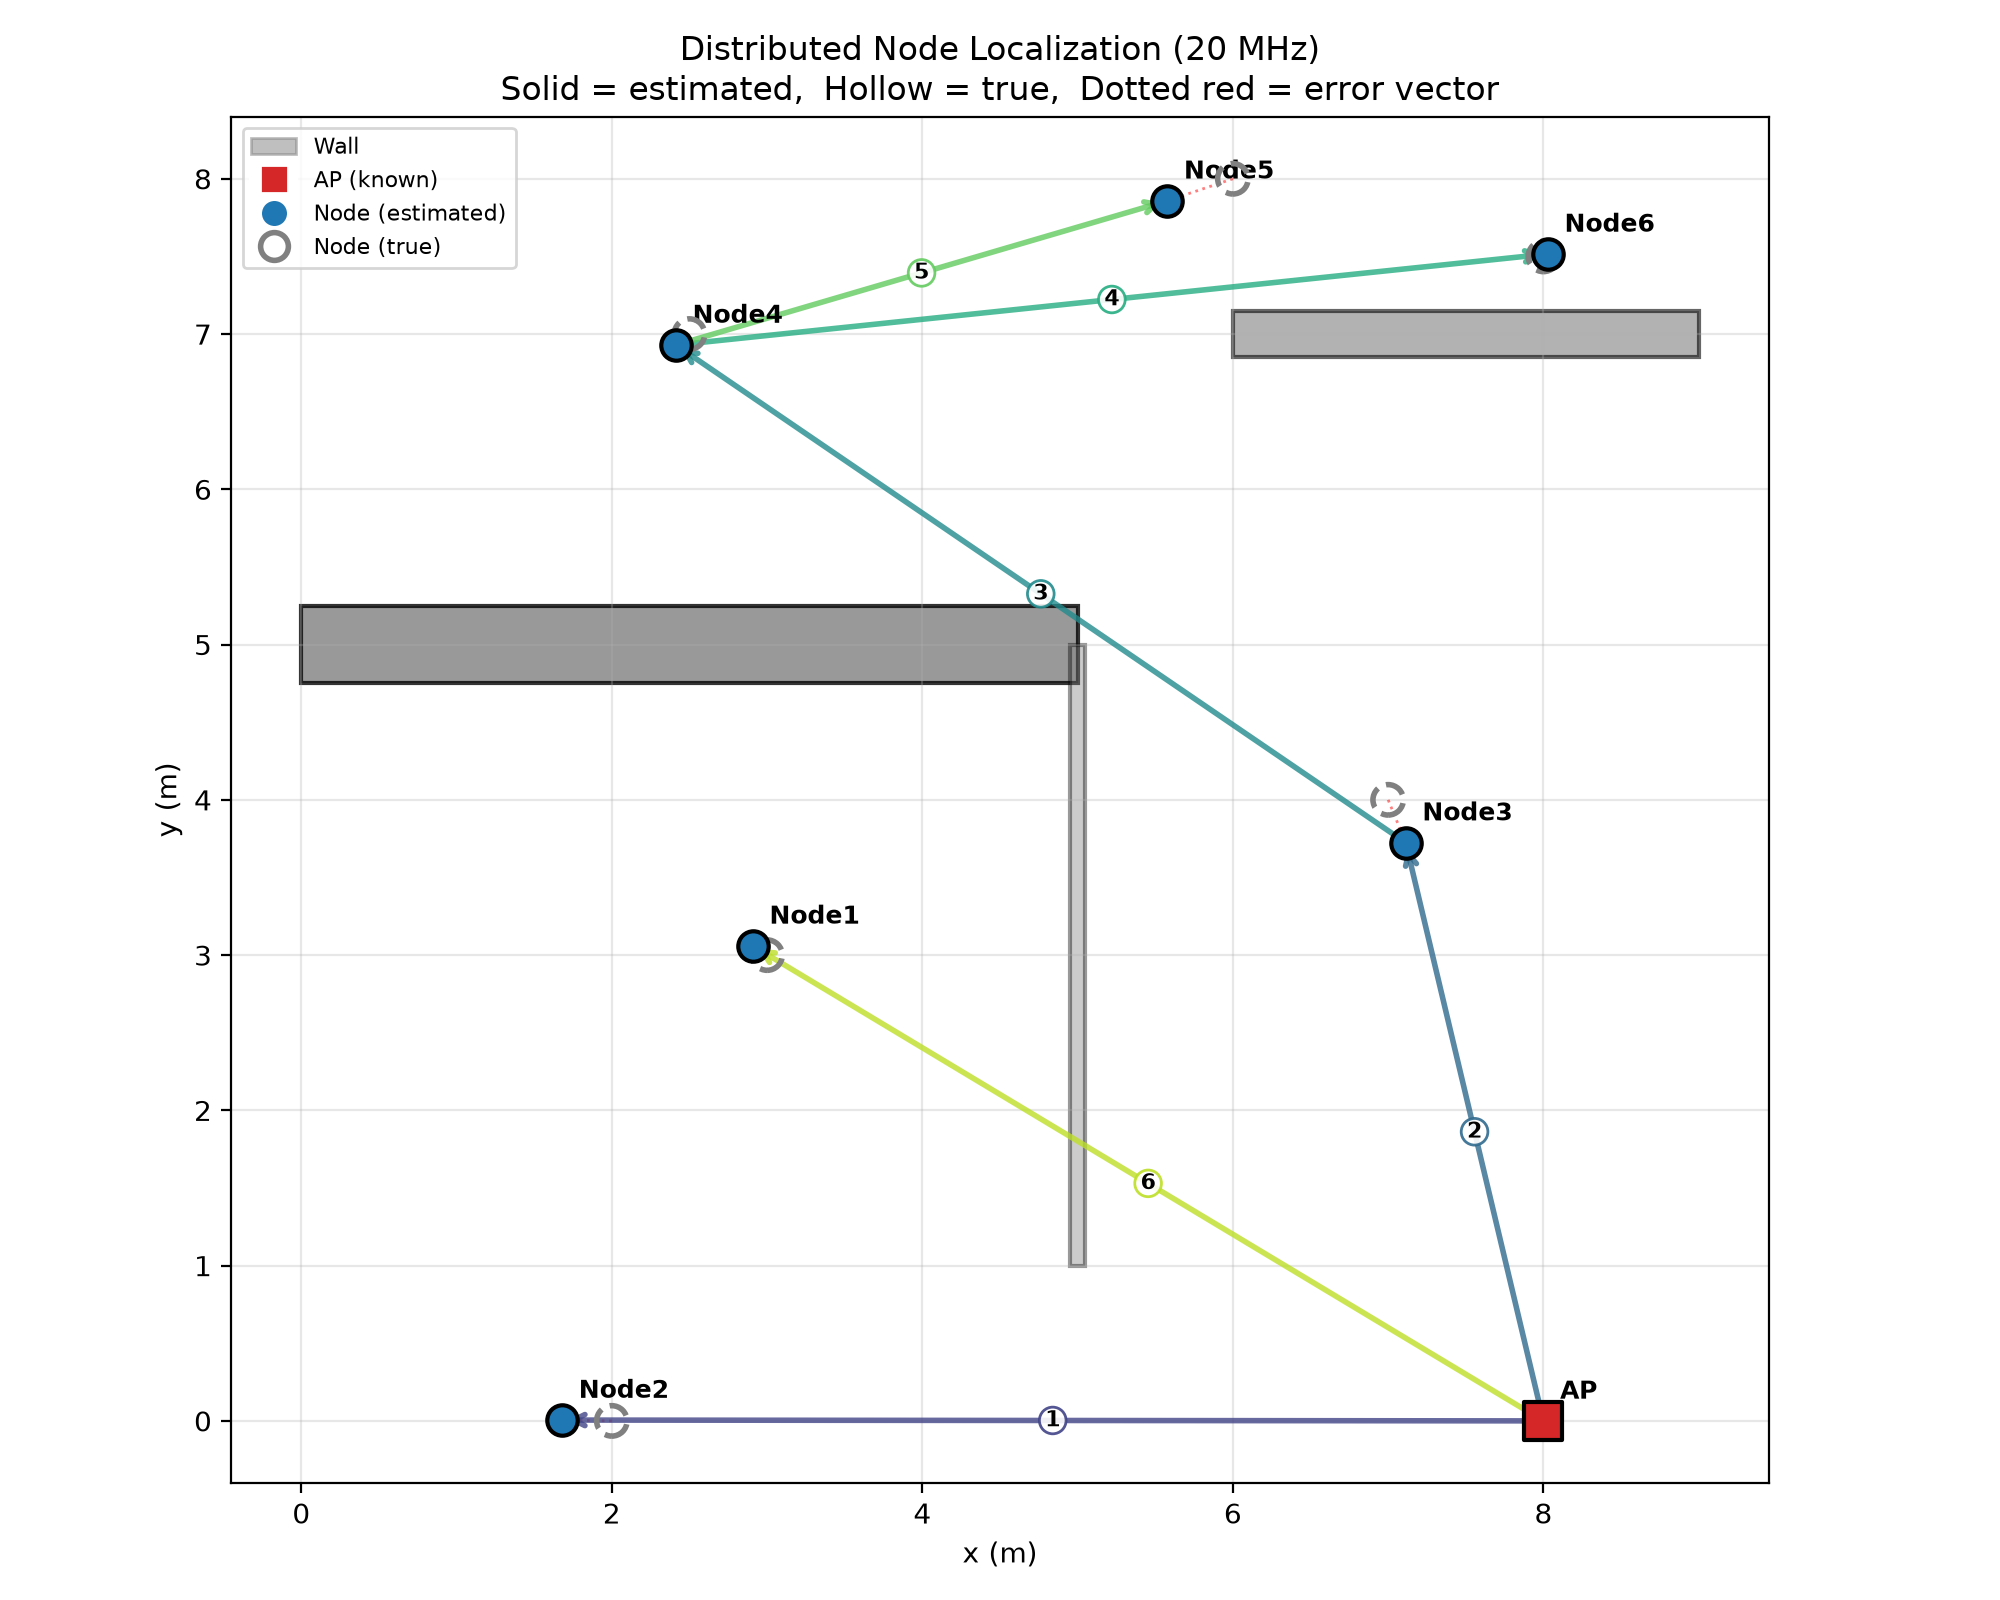 Distributed Node Localization (20 MHz)
Solid = estimated,  Hollow = true,  Dotted red = error vector
Wall
AP (known)
Node (estimated)
Node (true)
Node5
Node6
5
4
Node4
3
Node3
Node1
2
6
Node2
1
AP
8
7
6
5
4
3
2
1
0
y (m)
0 2 4 6 8
x (m)